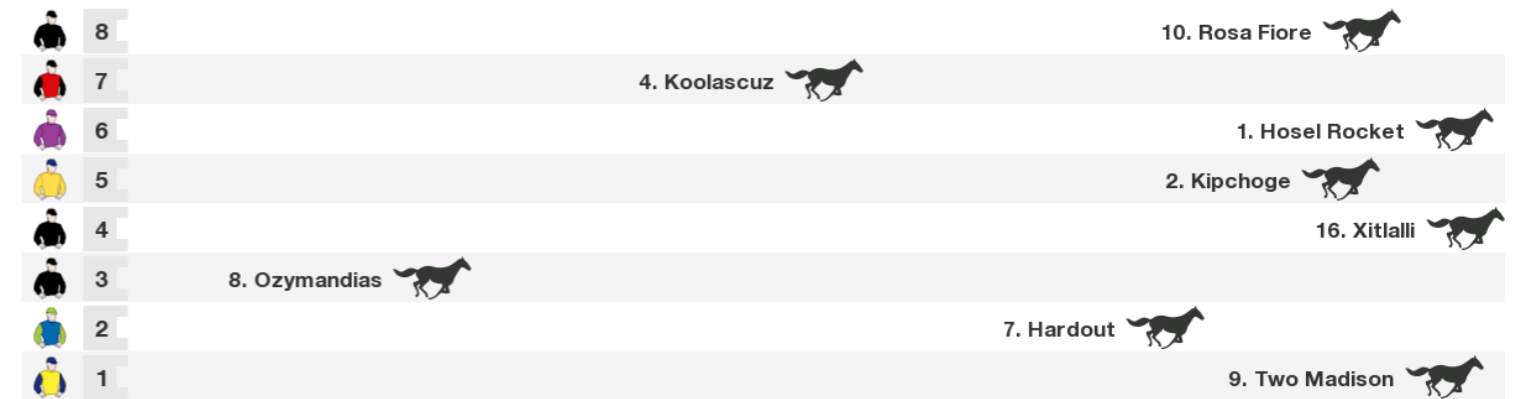 8 10. Rosa Fiore
7 4. Koolascuz
6 1. Hosel Rocket
5 2. Kipchoge
4 16. Xitlalli
3 8. Ozymandias
2 7. Hardout
1 9. Two Madison